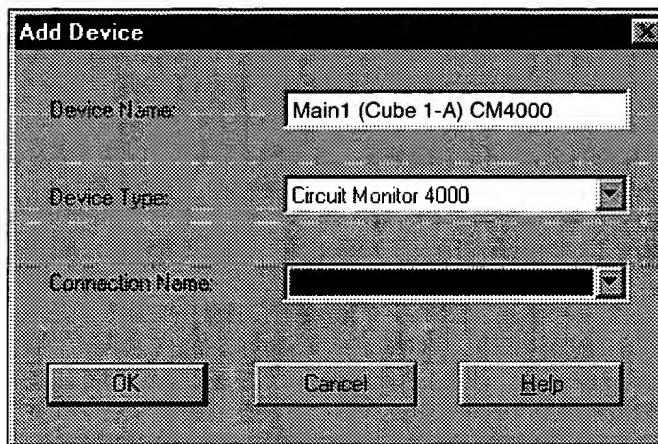 Add Device
Device Name: Main1 (Cube 1-A) CM4000
Device Type: Circuit Monitor 4000
Connection Name:
OK Cancel Help